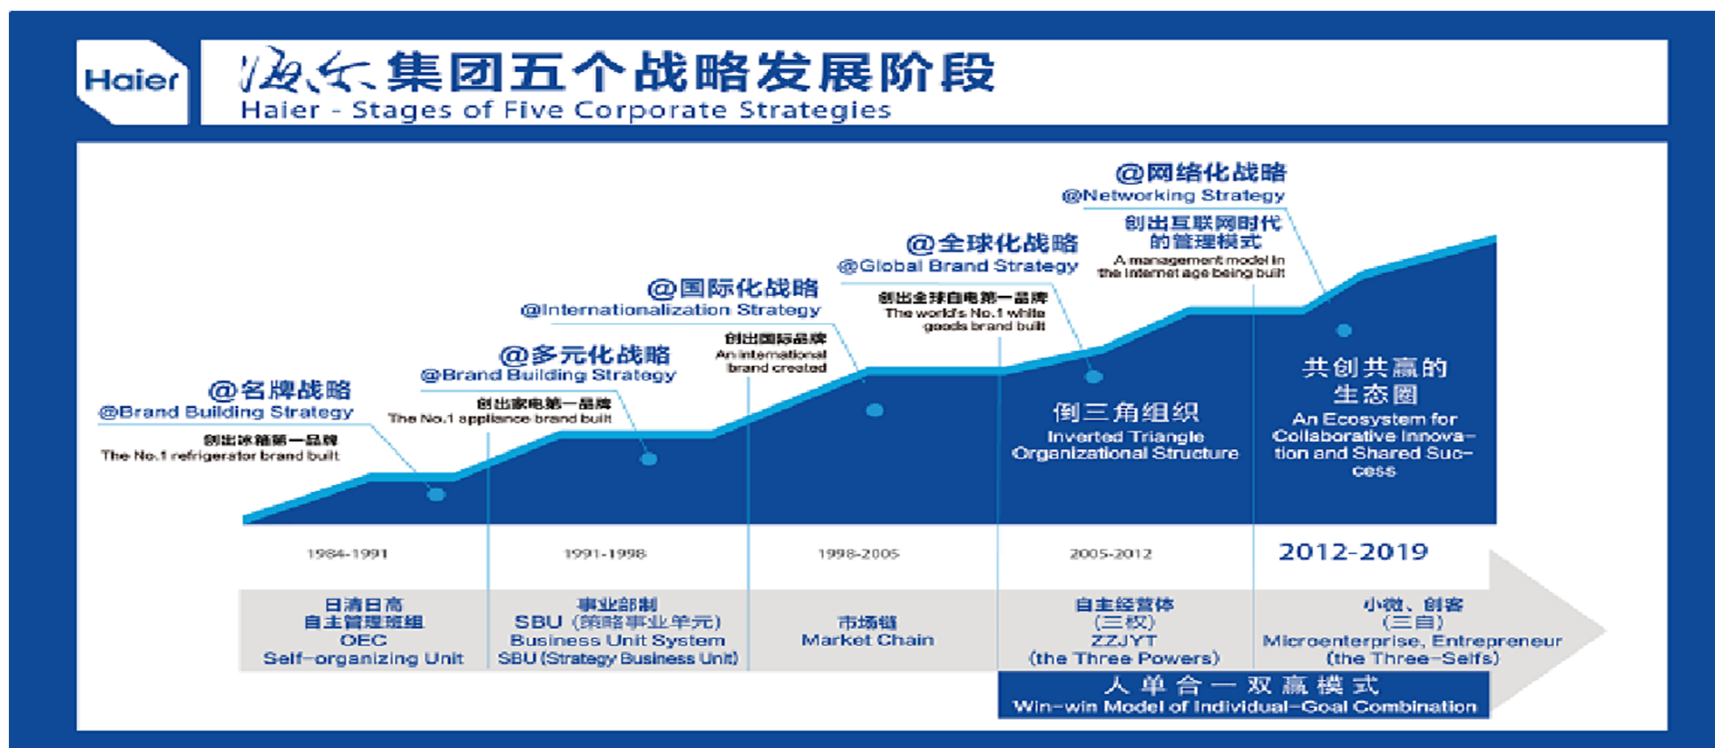 Haier
海尔集团五个战略发展阶段
Haier - Stages of Five Corporate Strategies
@名牌战略
@Brand Building Strategy
创出冰箱第一品牌
The No.1 refrigerator brand built
@多元化战略
@Brand Building Strategy
创出家电第一品牌
The No.1 appliance brand built
@国际化战略
@Internationalization Strategy
创出国际品牌
An international
brand created
@全球化战略
@Global Brand Strategy
创出全球白电第一品牌
The world's No.1 white
goods brand built
@网络化战略
@Networking Strategy
创出互联网时代
的管理模式
A management model in
the Internet age being built
倒三角组织
Inverted Triangle
Organizational Structure
共创共赢的
生态圈
An Ecosystem for
Collaborative Innova-
tion and Shared Suc-
cess
1984-1991
1991-1998
1998-2005
2005-2012
2012-2019
日清日高
自主管理班组
OEC
Self-organizing Unit
事业部制
SBU (策略事业单元)
Business Unit System
SBU (Strategy Business Unit)
市场链
Market Chain
自主经营体
(三权)
ZZJYT
(the Three Powers)
小微、创客
(三自)
Microenterprise, Entrepreneur
(the Three-Selfs)
人单合一双赢模式
Win-win Model of Individual-Goal Combination